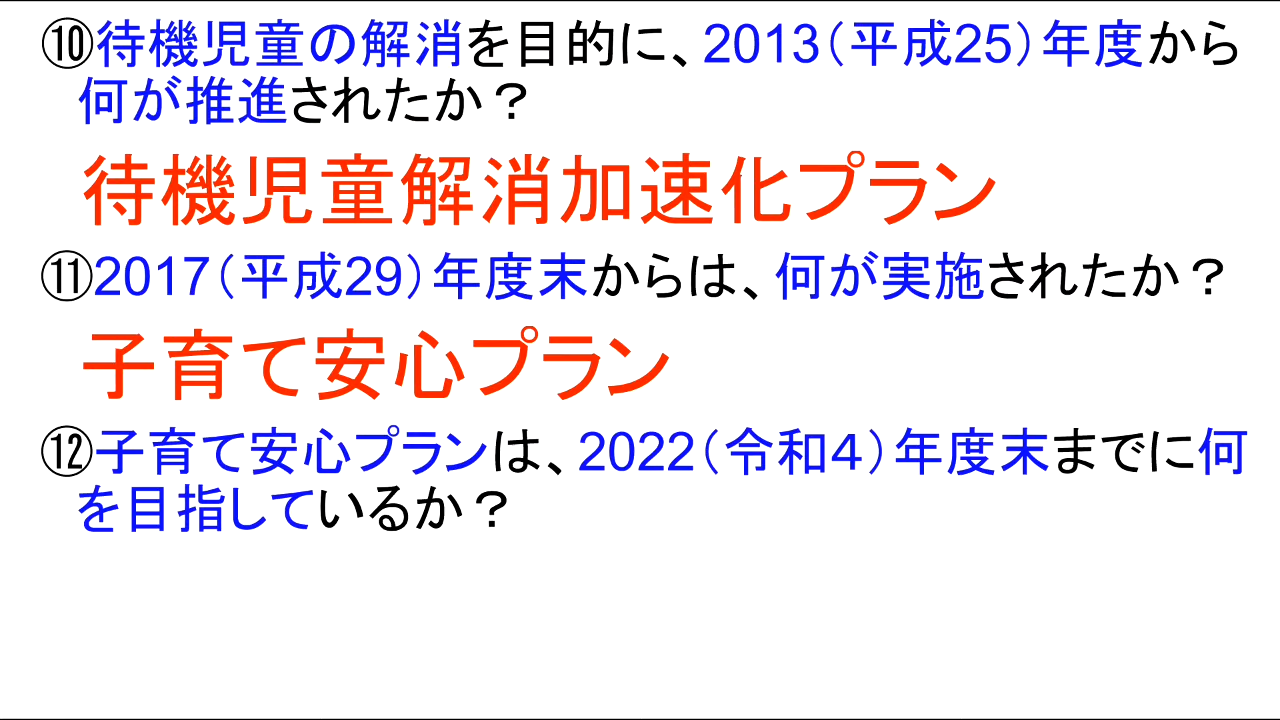 ⑩待機児童の解消を目的に、2013（平成25）年度から
何が推進されたか？
待機児童解消加速化プラン
⑪2017（平成29）年度末からは、何が実施されたか？
子育て安心プラン
⑫子育て安心プランは、2022（令和４）年度末までに何
を目指しているか？